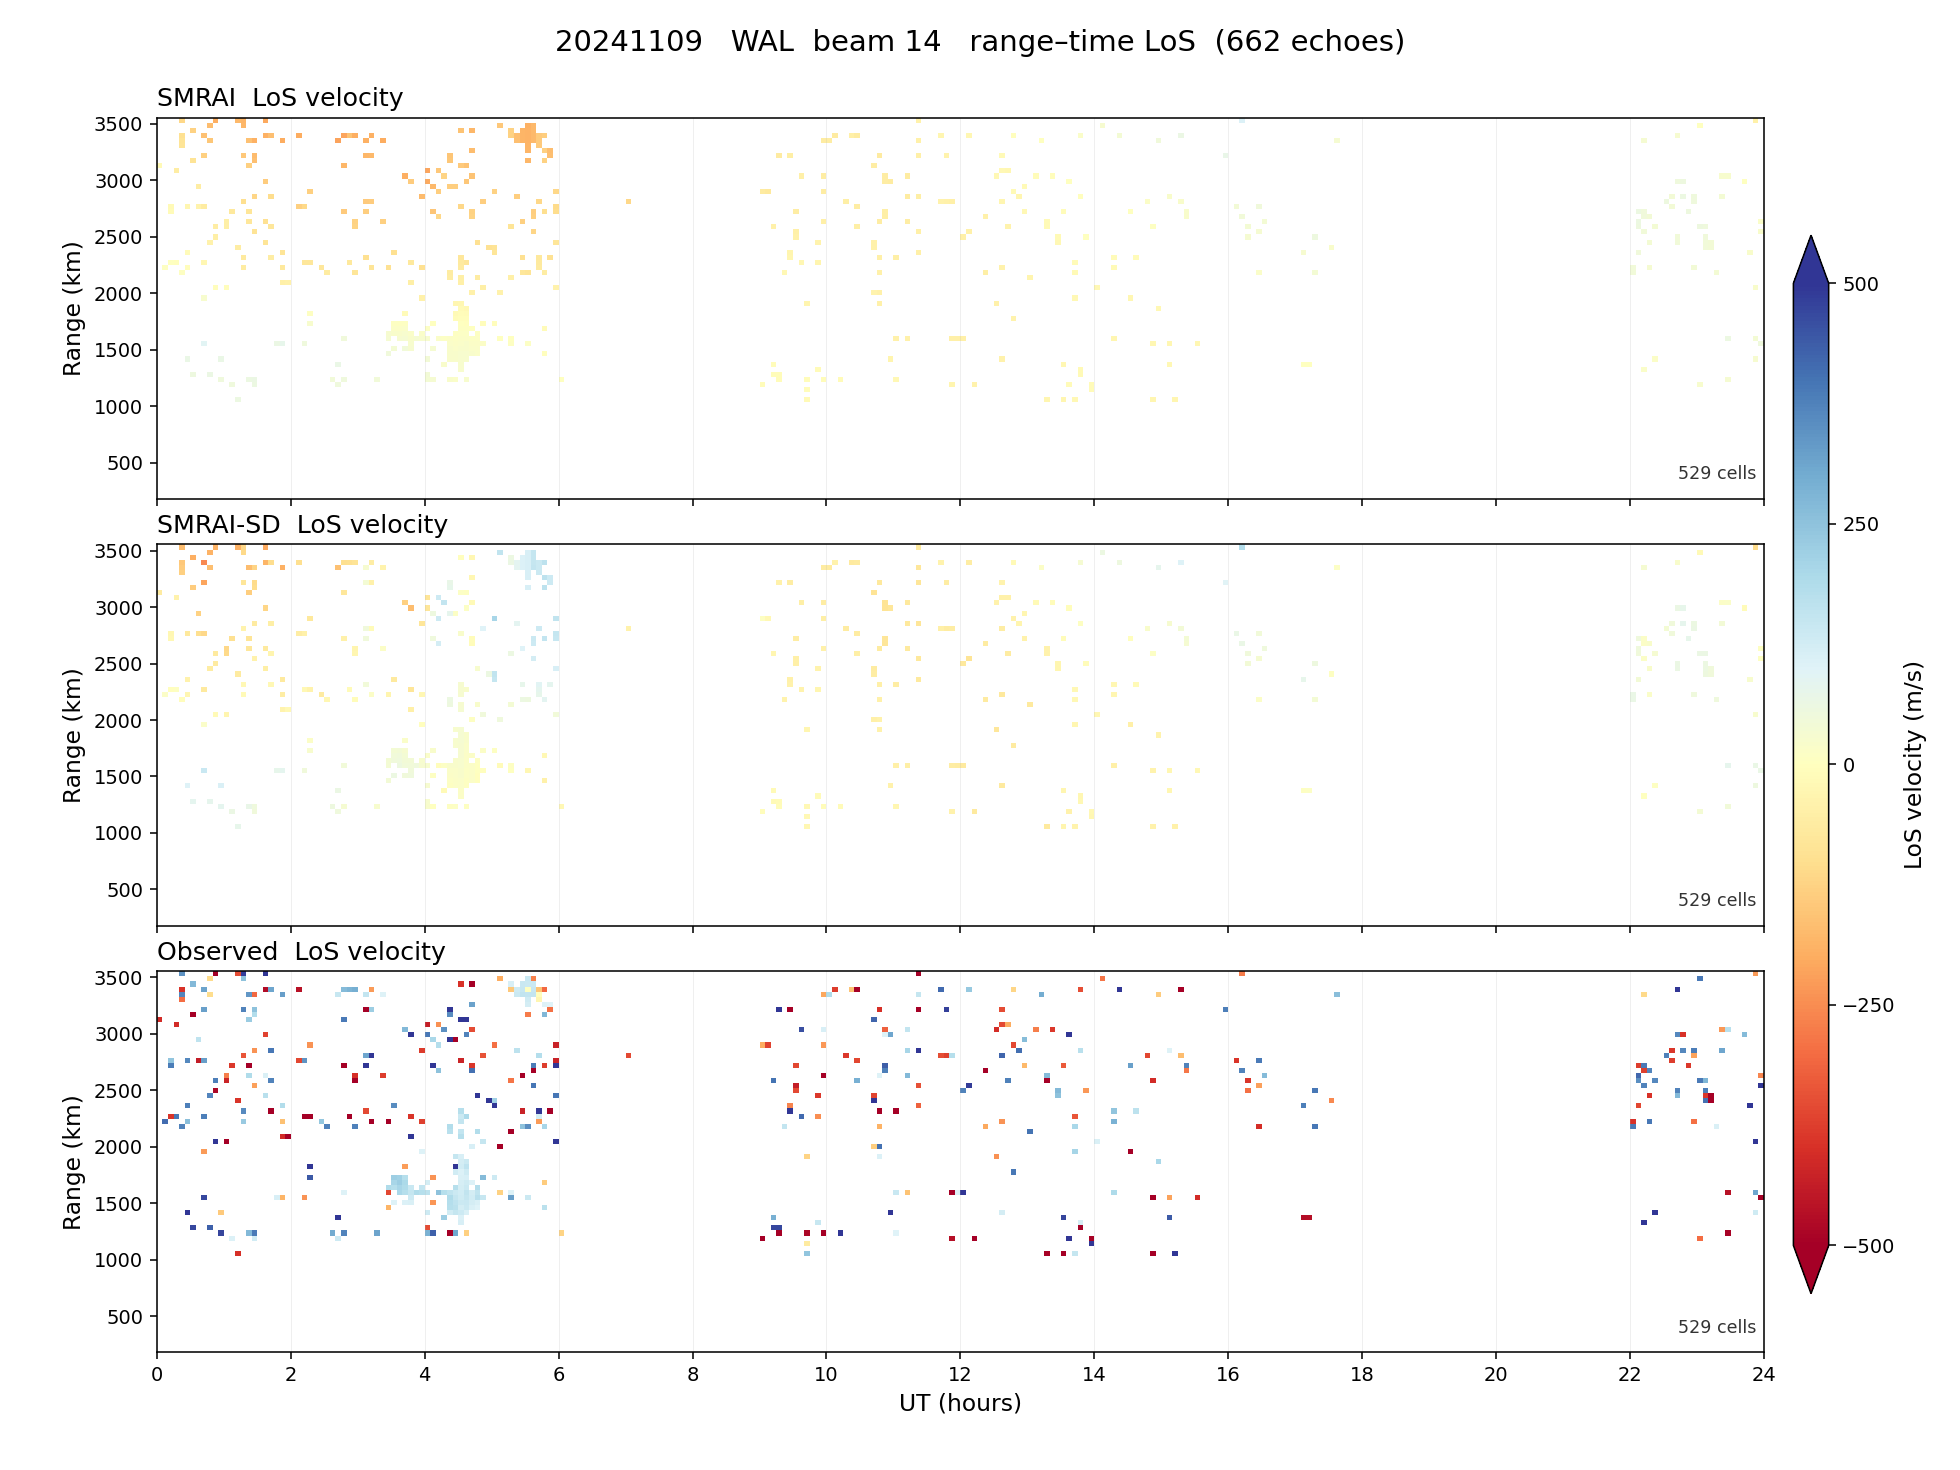 20241109   WAL  beam 14   range–time LoS  (662 echoes)
SMRAI  LoS velocity
3500
3000
2500
2000
1500
1000
500
Range (km)
529 cells
SMRAI-SD  LoS velocity
3500
3000
2500
2000
1500
1000
500
Range (km)
529 cells
Observed  LoS velocity
3500
3000
2500
2000
1500
1000
500
Range (km)
529 cells
0 2 4 6 8 10 12 14 16 18 20 22 24
UT (hours)
500
250
0
−250
−500
LoS velocity (m/s)